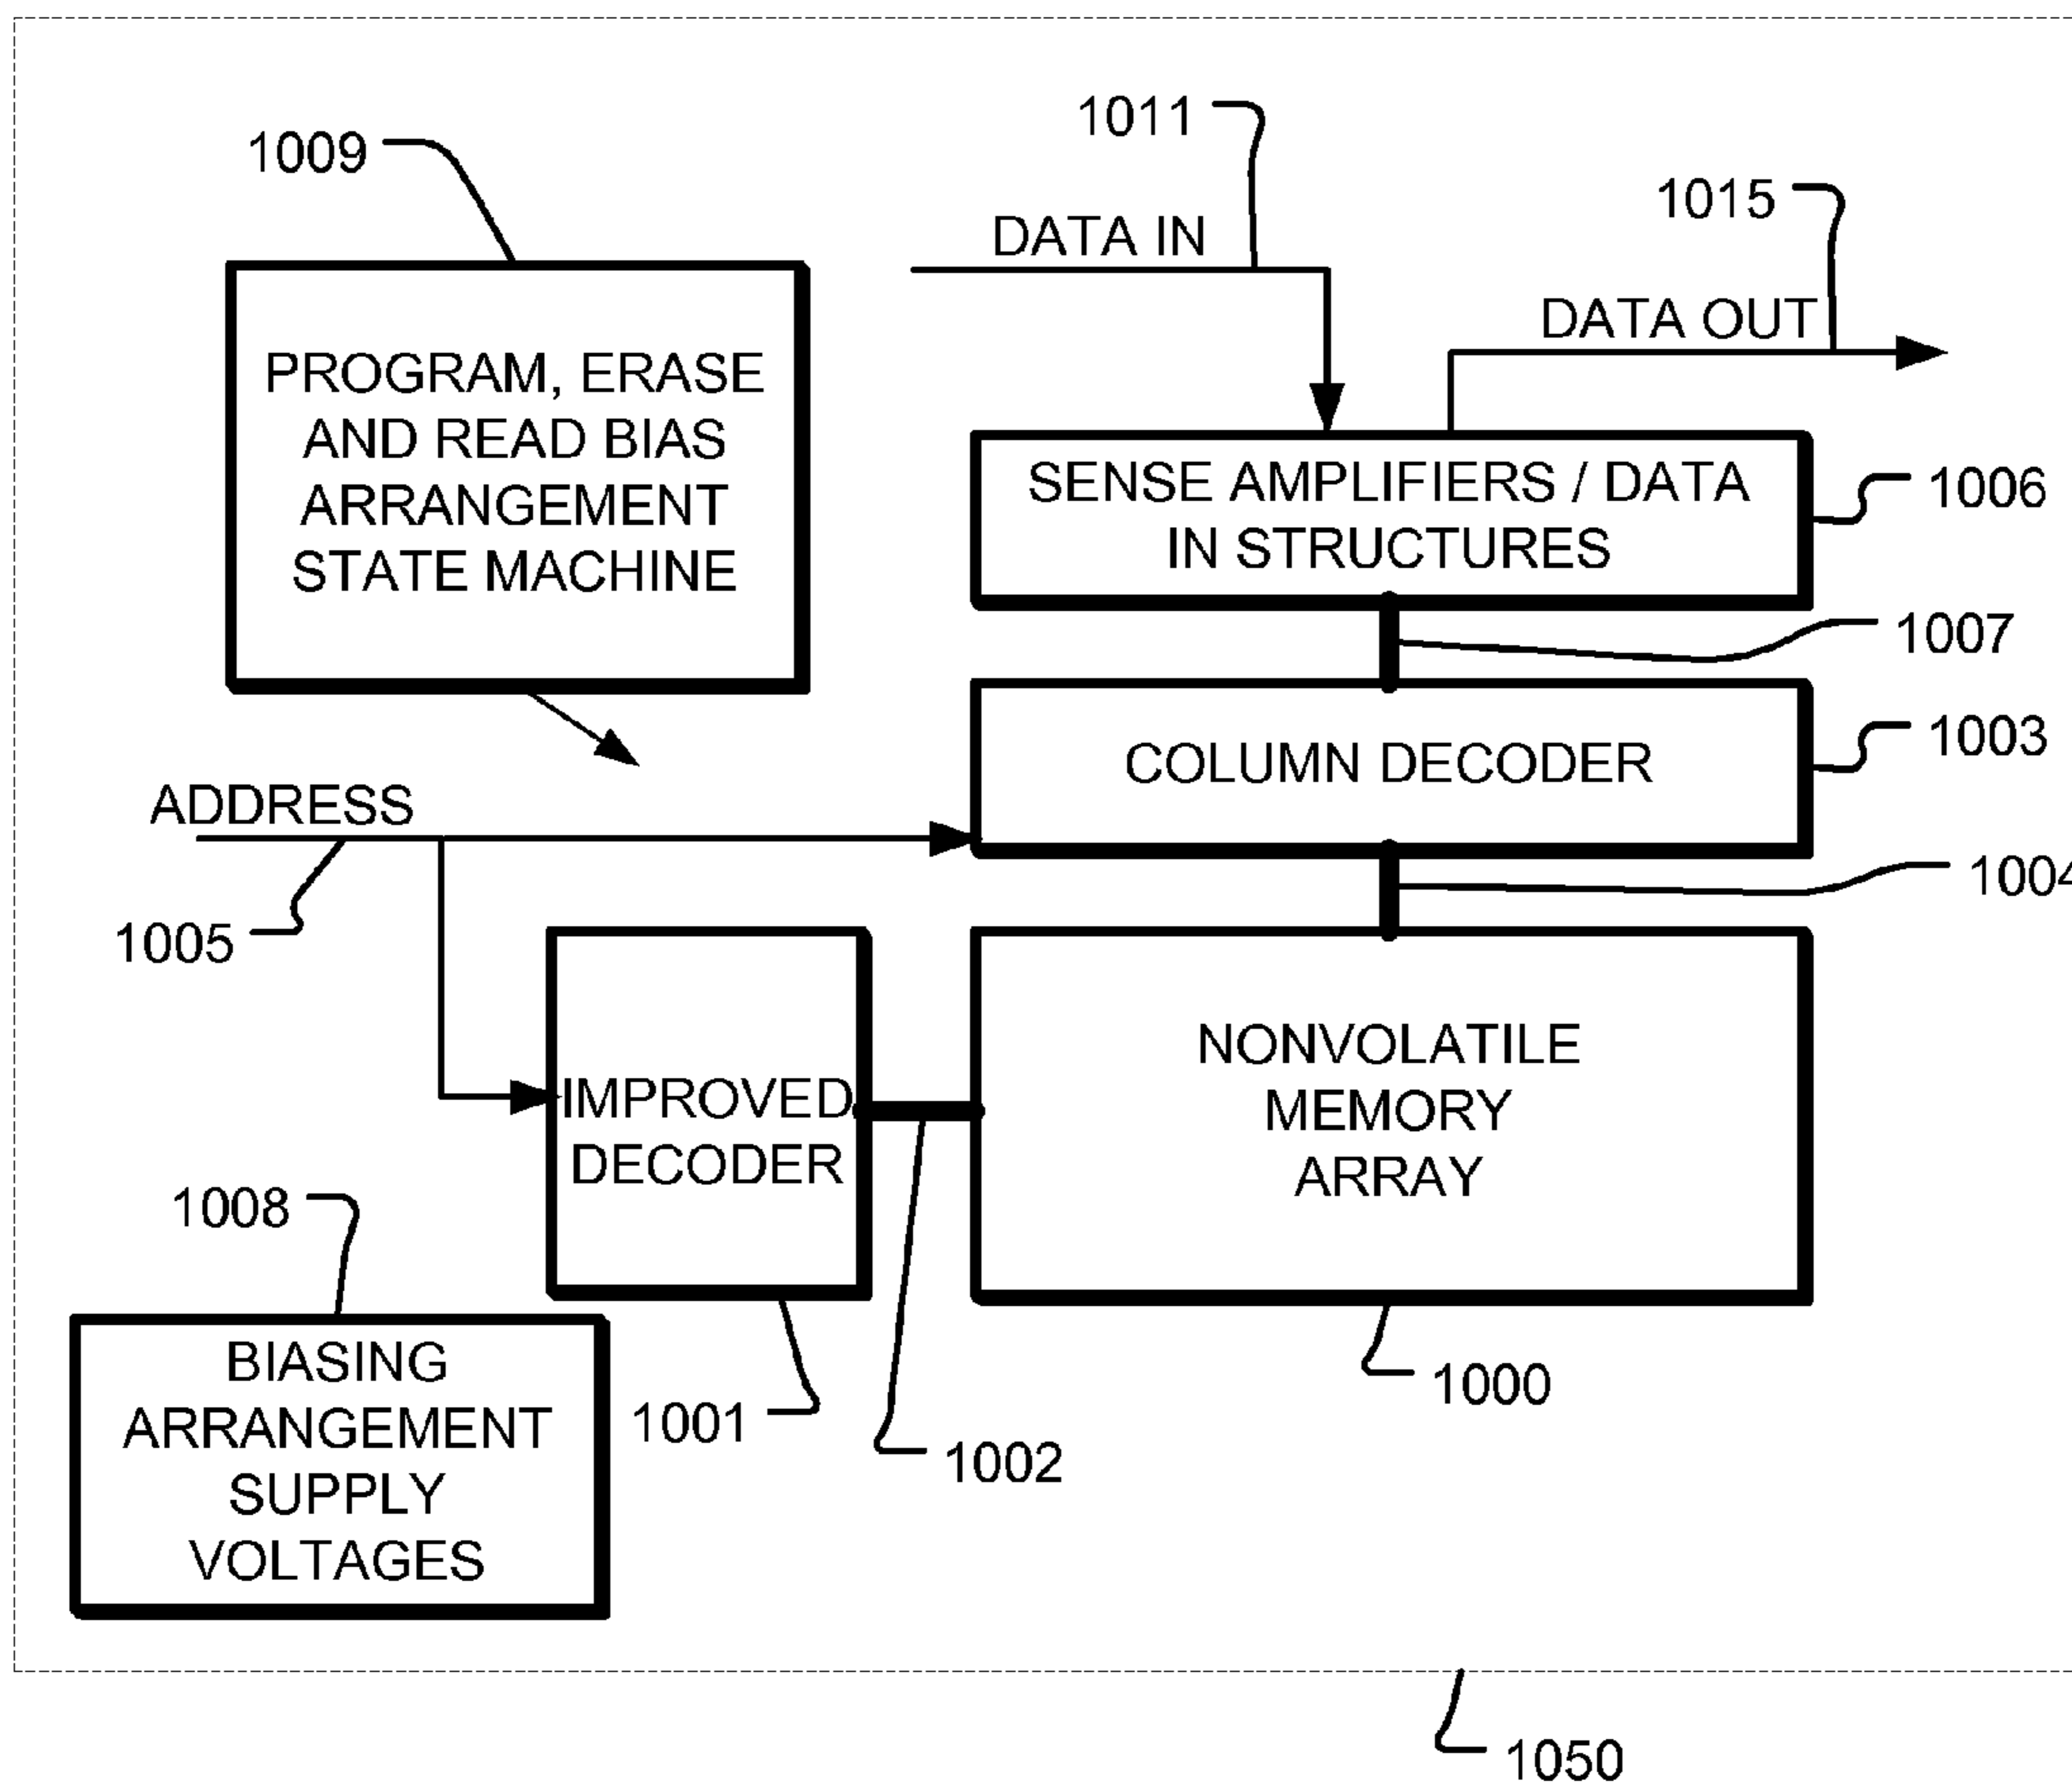 1011
1009
1015
DATA IN
DATA OUT
PROGRAM, ERASE
AND READ BIAS
ARRANGEMENT
STATE MACHINE
SENSE AMPLIFIERS / DATA
IN STRUCTURES
1006
1007
COLUMN DECODER
1003
ADDRESS
1004
1005
IMPROVED
DECODER
NONVOLATILE
MEMORY
ARRAY
1008
BIASING
ARRANGEMENT
SUPPLY
VOLTAGES
1001
1002
1000
1050